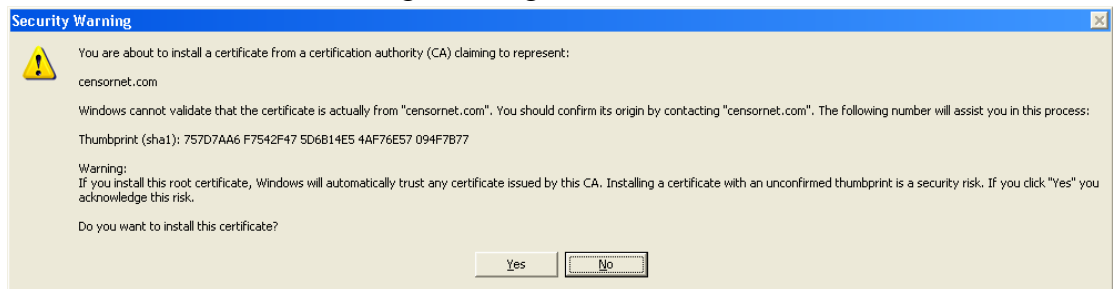 Security Warning
You are about to install a certificate from a certification authority (CA) claiming to represent:
censornet.com
Windows cannot validate that the certificate is actually from "censornet.com". You should confirm its origin by contacting "censornet.com". The following number will assist you in this process:
Thumbprint (sha1): 757D7AA6 F7542F47 5D6B14E5 4AF76E57 094F7B77
Warning:
If you install this root certificate, Windows will automatically trust any certificate issued by this CA. Installing a certificate with an unconfirmed thumbprint is a security risk. If you click "Yes" you
acknowledge this risk.
Do you want to install this certificate?
Yes No